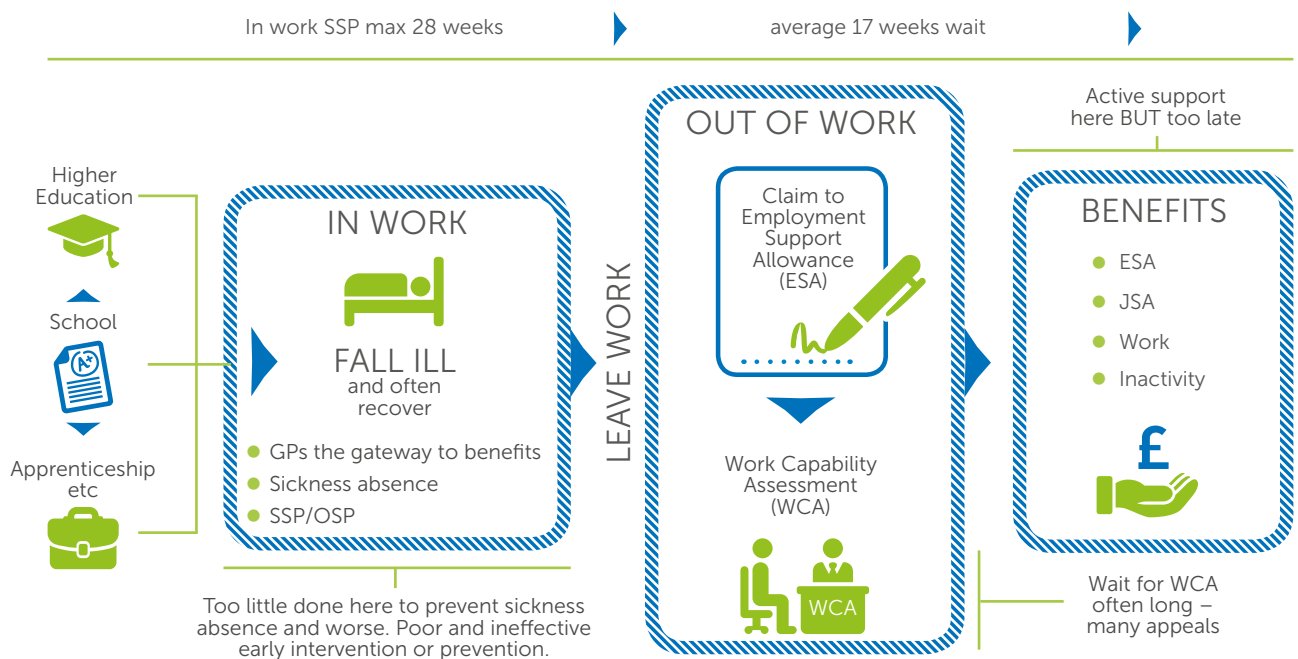 In work SSP max 28 weeks
average 17 weeks wait
Higher
Education
School
A+
Apprenticeship
etc
IN WORK
FALL ILL
and often
recover
GPs the gateway to benefits
Sickness absence
SSP/OSP
Too little done here to prevent sickness
absence and worse. Poor and ineffective
early intervention or prevention.
LEAVE WORK
OUT OF WORK
Claim to
Employment
Support
Allowance
(ESA)
Work Capability
Assessment
(WCA)
WCA
Active support
here BUT too late
BENEFITS
ESA
JSA
Work
Inactivity
£
Wait for WCA
often long –
many appeals